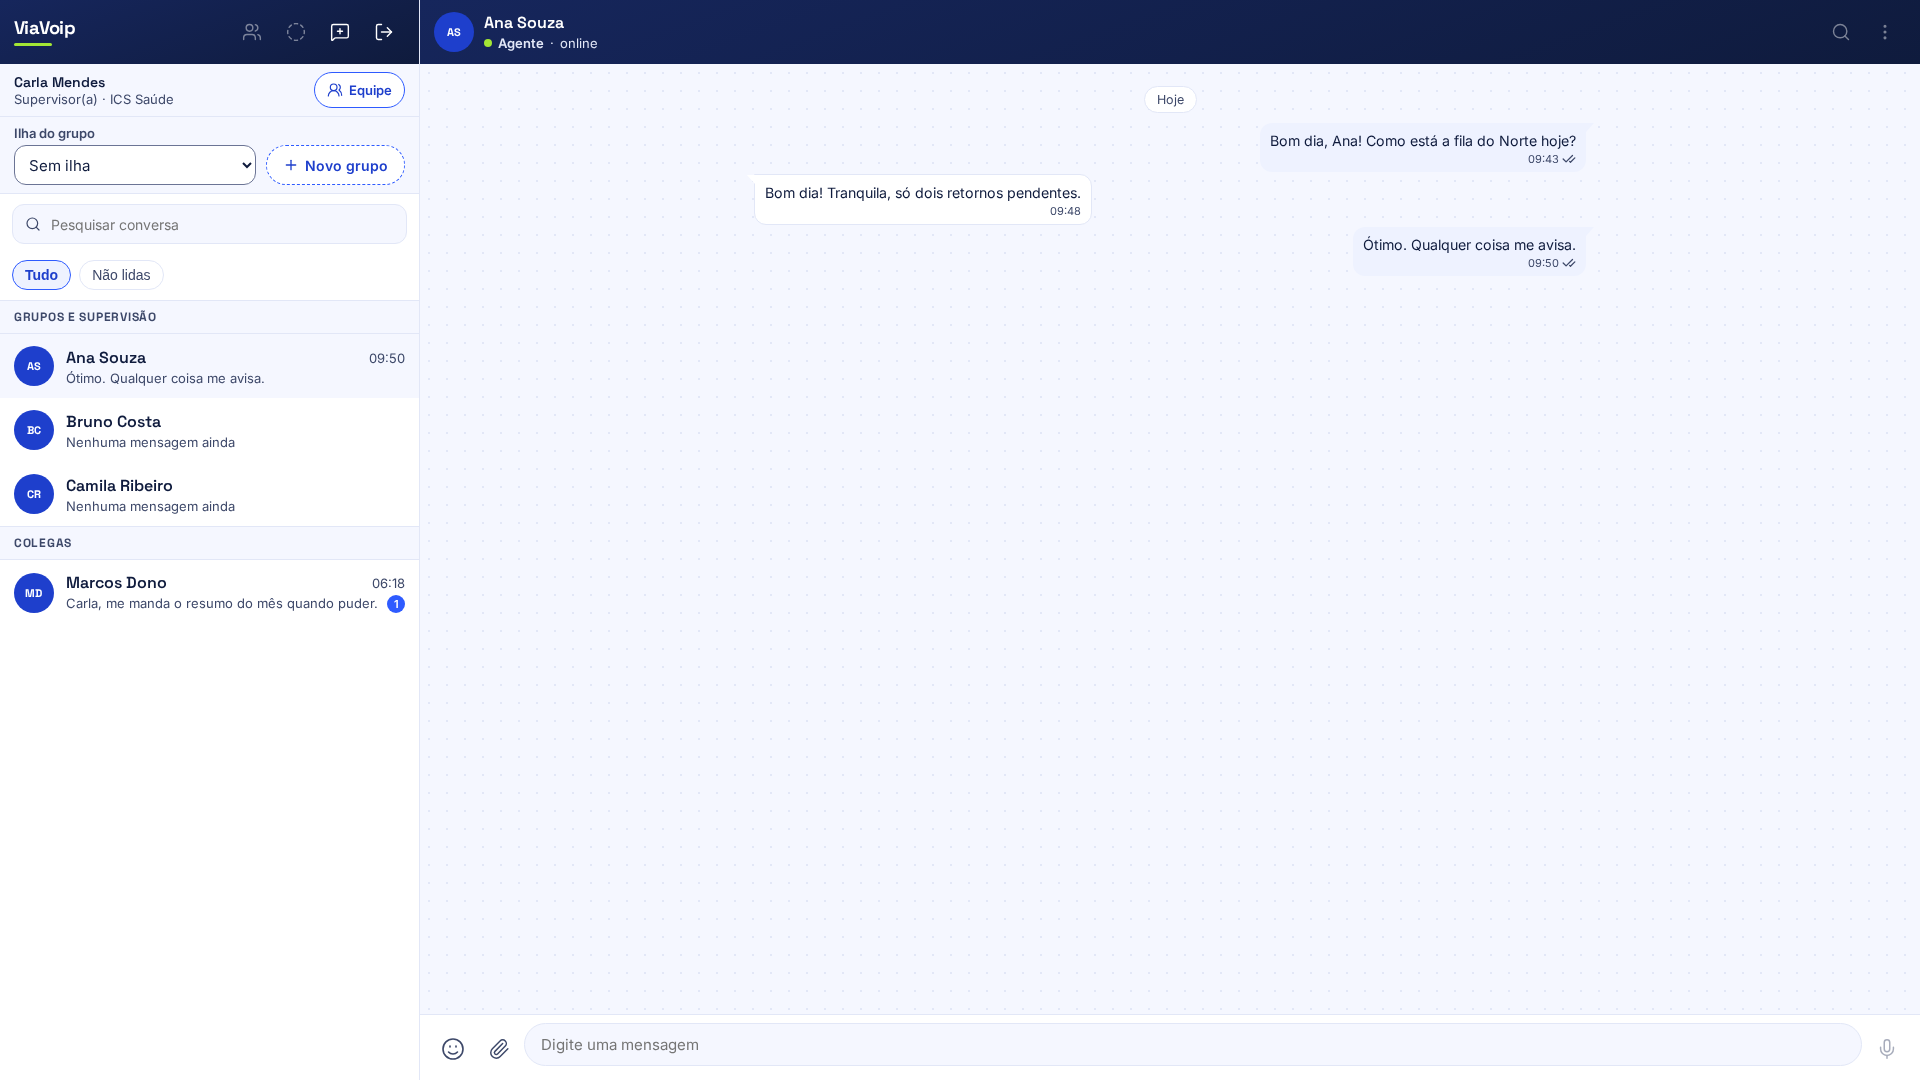 ViaVoip
Carla Mendes
Supervisor(a) · ICS Saúde
Equipe
Ilha do grupo
Sem ilha
Novo grupo
Pesquisar conversa
Tudo
Não lidas
GRUPOS E SUPERVISÃO
AS
Ana Souza
09:50
Ótimo. Qualquer coisa me avisa.
BC
Bruno Costa
Nenhuma mensagem ainda
CR
Camila Ribeiro
Nenhuma mensagem ainda
COLEGAS
MD
Marcos Dono
06:18
Carla, me manda o resumo do mês quando puder.
1
AS
Ana Souza
Agente · online
Hoje
Bom dia, Ana! Como está a fila do Norte hoje?
09:43
Bom dia! Tranquila, só dois retornos pendentes.
09:48
Ótimo. Qualquer coisa me avisa.
09:50
Digite uma mensagem